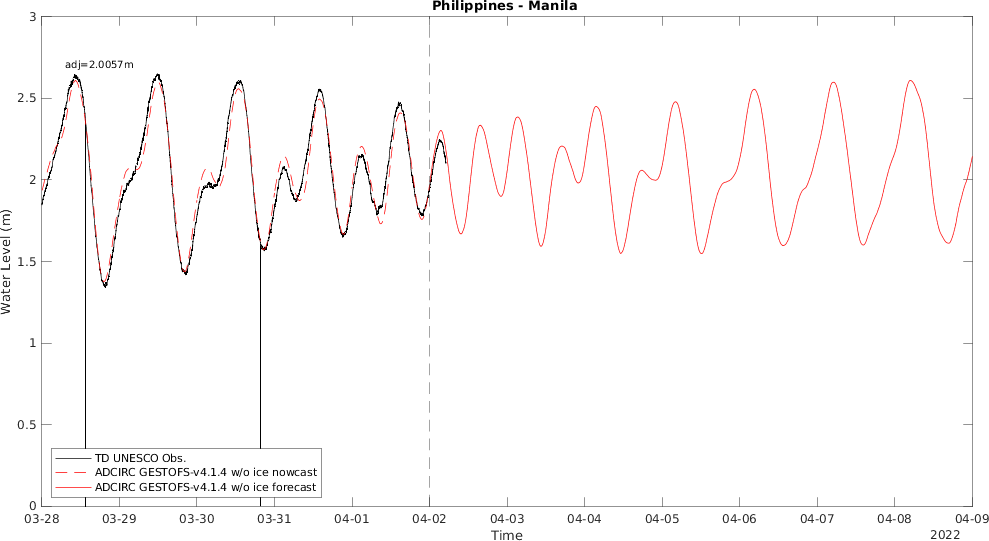 Philippines - Manila
3
adj=2.0057m
2.5
2
Water Level (m)
1.5
1
0.5
TD UNESCO Obs.
ADCIRC GESTOFS-v4.1.4 w/o ice nowcast
ADCIRC GESTOFS-v4.1.4 w/o ice forecast
0
03-28 03-29 03-30 03-31 04-01 04-02 04-03 04-04 04-05 04-06 04-07 04-08 04-09
Time
2022